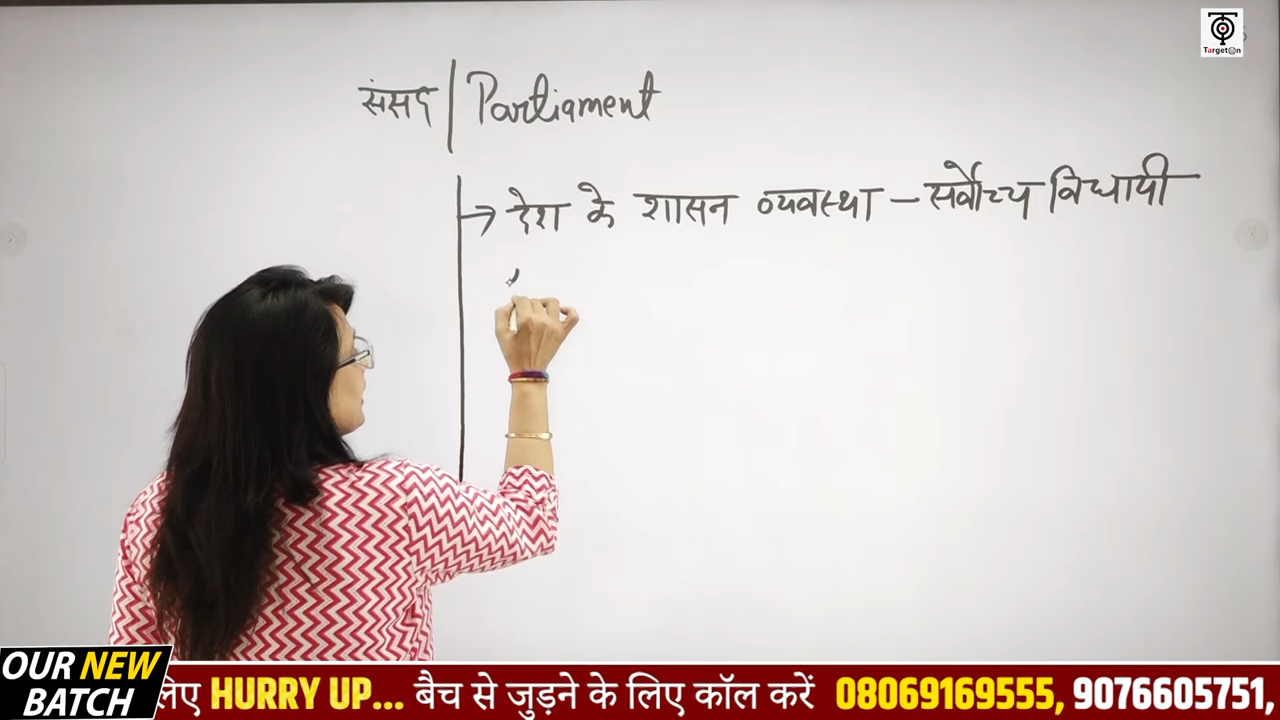 TargetOn
संसद | Parliament
→ देश के शासन व्यवस्था – सर्वोच्च विधायी
OUR NEW
BATCH
लिए HURRY UP... बैच से जुड़ने के लिए कॉल करें 08069169555, 9076605751,